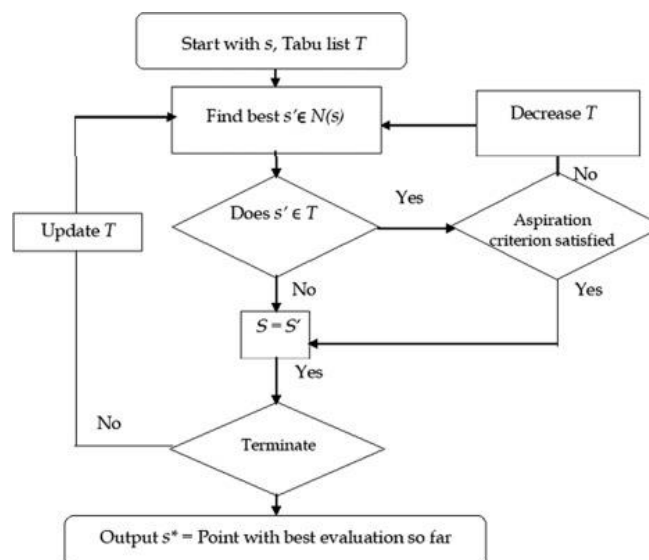 Start with s, Tabu list T
Find best s′ϵ N(s)
Decrease T
No
Does s′ ϵ T
Yes
Aspiration
criterion satisfied
Update T
No
Yes
S = S′
Yes
No
Terminate
Output s* = Point with best evaluation so far